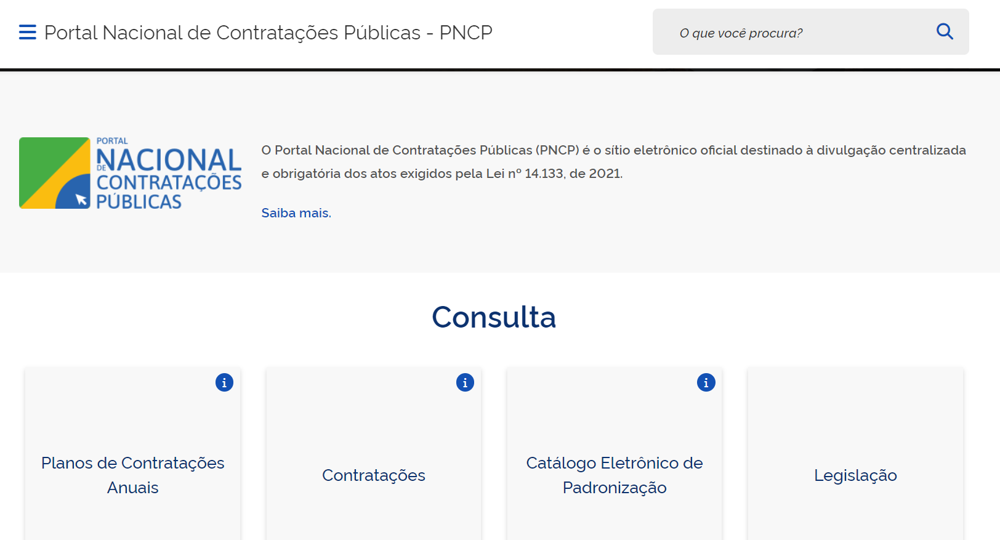 Portal Nacional de Contratações Públicas - PNCP
O que você procura?
PORTAL
NACIONAL
DE
CONTRATAÇÕES
PÚBLICAS
O Portal Nacional de Contratações Públicas (PNCP) é o sítio eletrônico oficial destinado à divulgação centralizada
e obrigatória dos atos exigidos pela Lei nº 14.133, de 2021.
Saiba mais.
Consulta
i
i
i
Planos de Contratações
Anuais
Contratações
Catálogo Eletrônico de
Padronização
Legislação